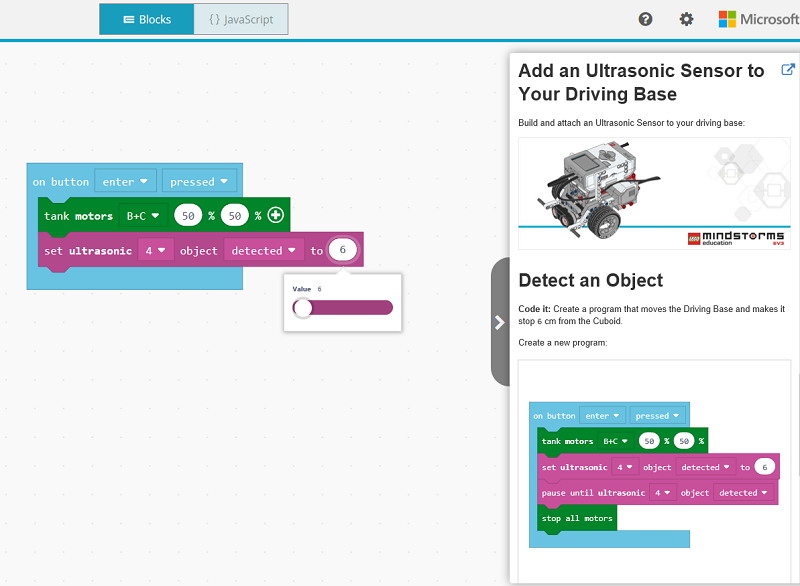 Blocks
{ } JavaScript
Microsoft
on button enter pressed
tank motors B+C 50 % 50 %
set ultrasonic 4 object detected to 6
Value 6
Add an Ultrasonic Sensor to
Your Driving Base
Build and attach an Ultrasonic Sensor to your driving base:
LEGO mindstorms
education EV3
Detect an Object
Code it: Create a program that moves the Driving Base and makes it
stop 6 cm from the Cuboid.
Create a new program:
on button enter pressed
tank motors B+C 50 % 50 %
set ultrasonic 4 object detected to 6
pause until ultrasonic 4 object detected
stop all motors